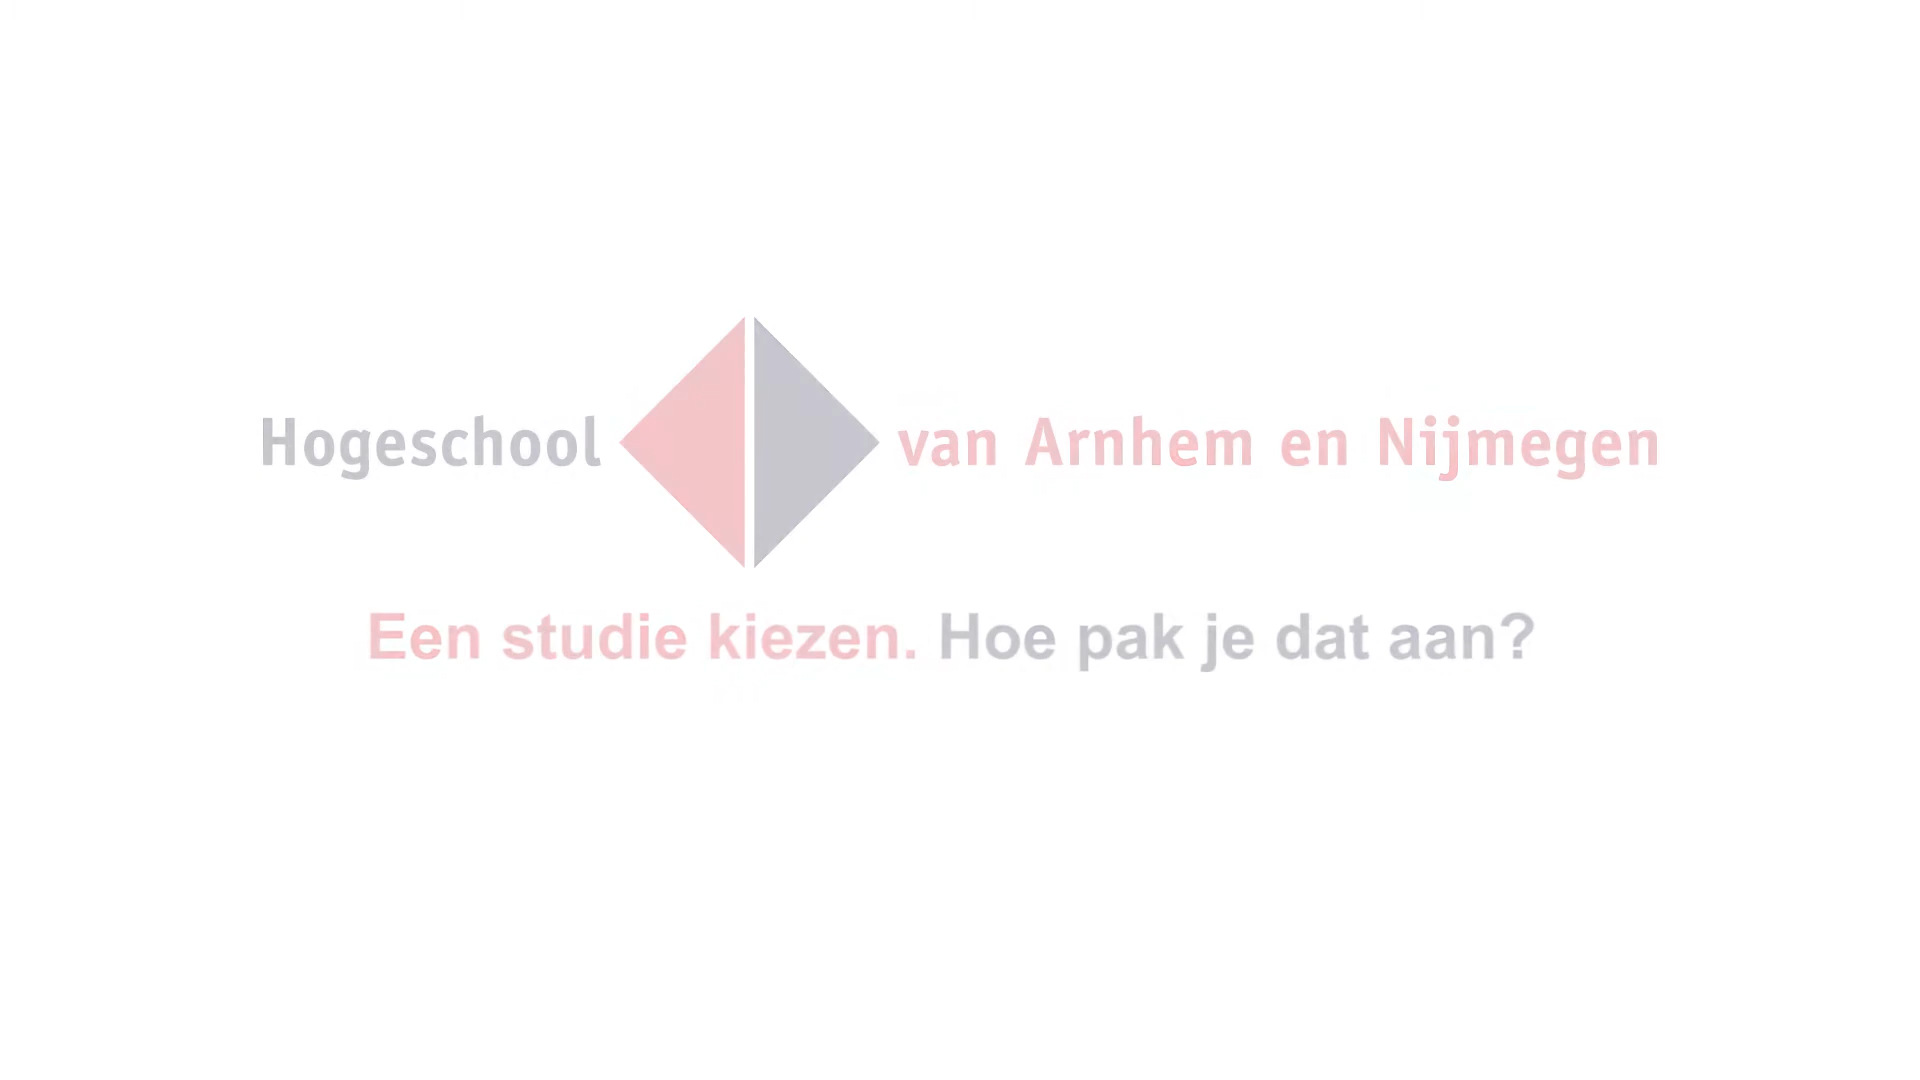 Hogeschool van Arnhem en Nijmegen
Een studie kiezen. Hoe pak je dat aan?